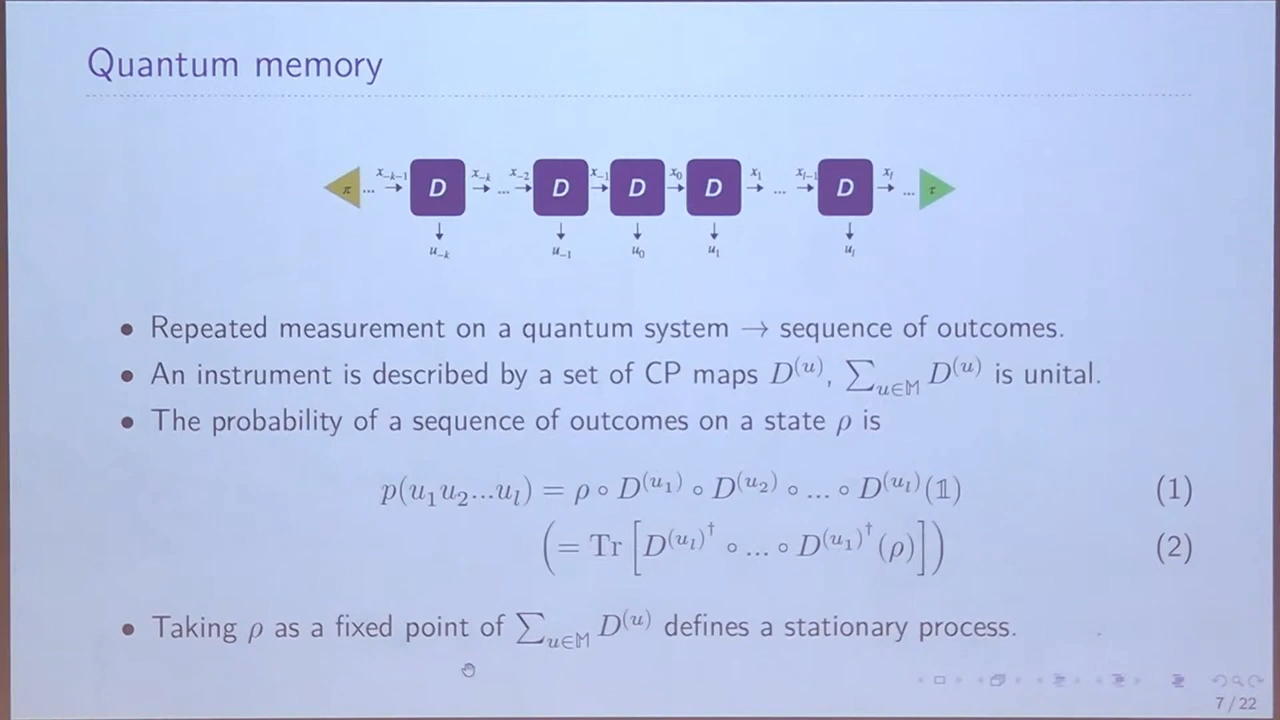 Quantum memory
π ... x_{-k-1} D x_{-k} ... x_{-2} D x_{-1} D x_0 D x_1 ... x_{l-1} D x_l ... τ
u_{-k} u_{-1} u_0 u_1 u_l
• Repeated measurement on a quantum system → sequence of outcomes.
• An instrument is described by a set of CP maps D^{(u)}, ∑_{u∈𝕄} D^{(u)} is unital.
• The probability of a sequence of outcomes on a state ρ is
p(u_1u_2...u_l) = ρ ∘ D^{(u_1)} ∘ D^{(u_2)} ∘ ... ∘ D^{(u_l)}(𝟙) (1)
(= Tr [D^{(u_l)†} ∘ ... ∘ D^{(u_1)†}(ρ)]) (2)
• Taking ρ as a fixed point of ∑_{u∈𝕄} D^{(u)} defines a stationary process.
7 / 22